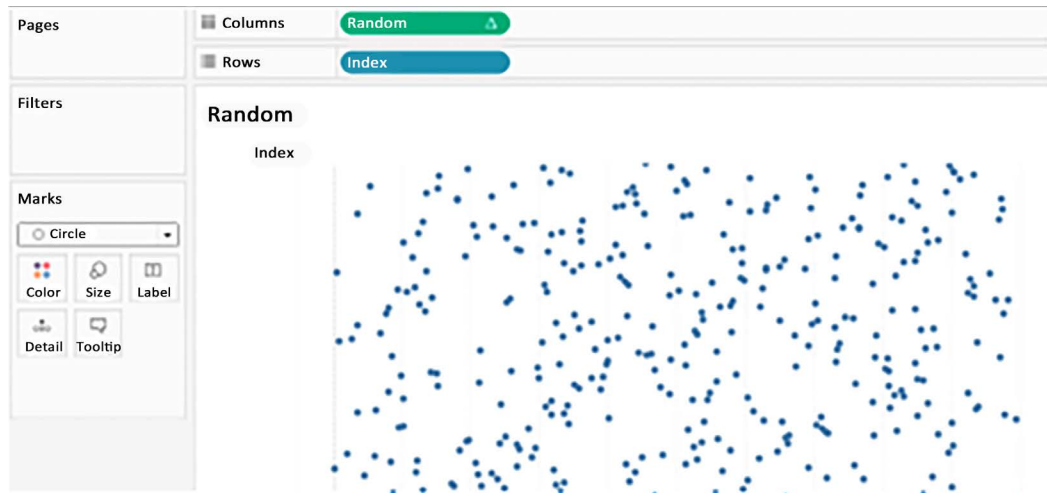 Pages
Columns
Random
Rows
Index
Filters
Random
Index
Marks
Circle
Color
Size
Label
Detail
Tooltip